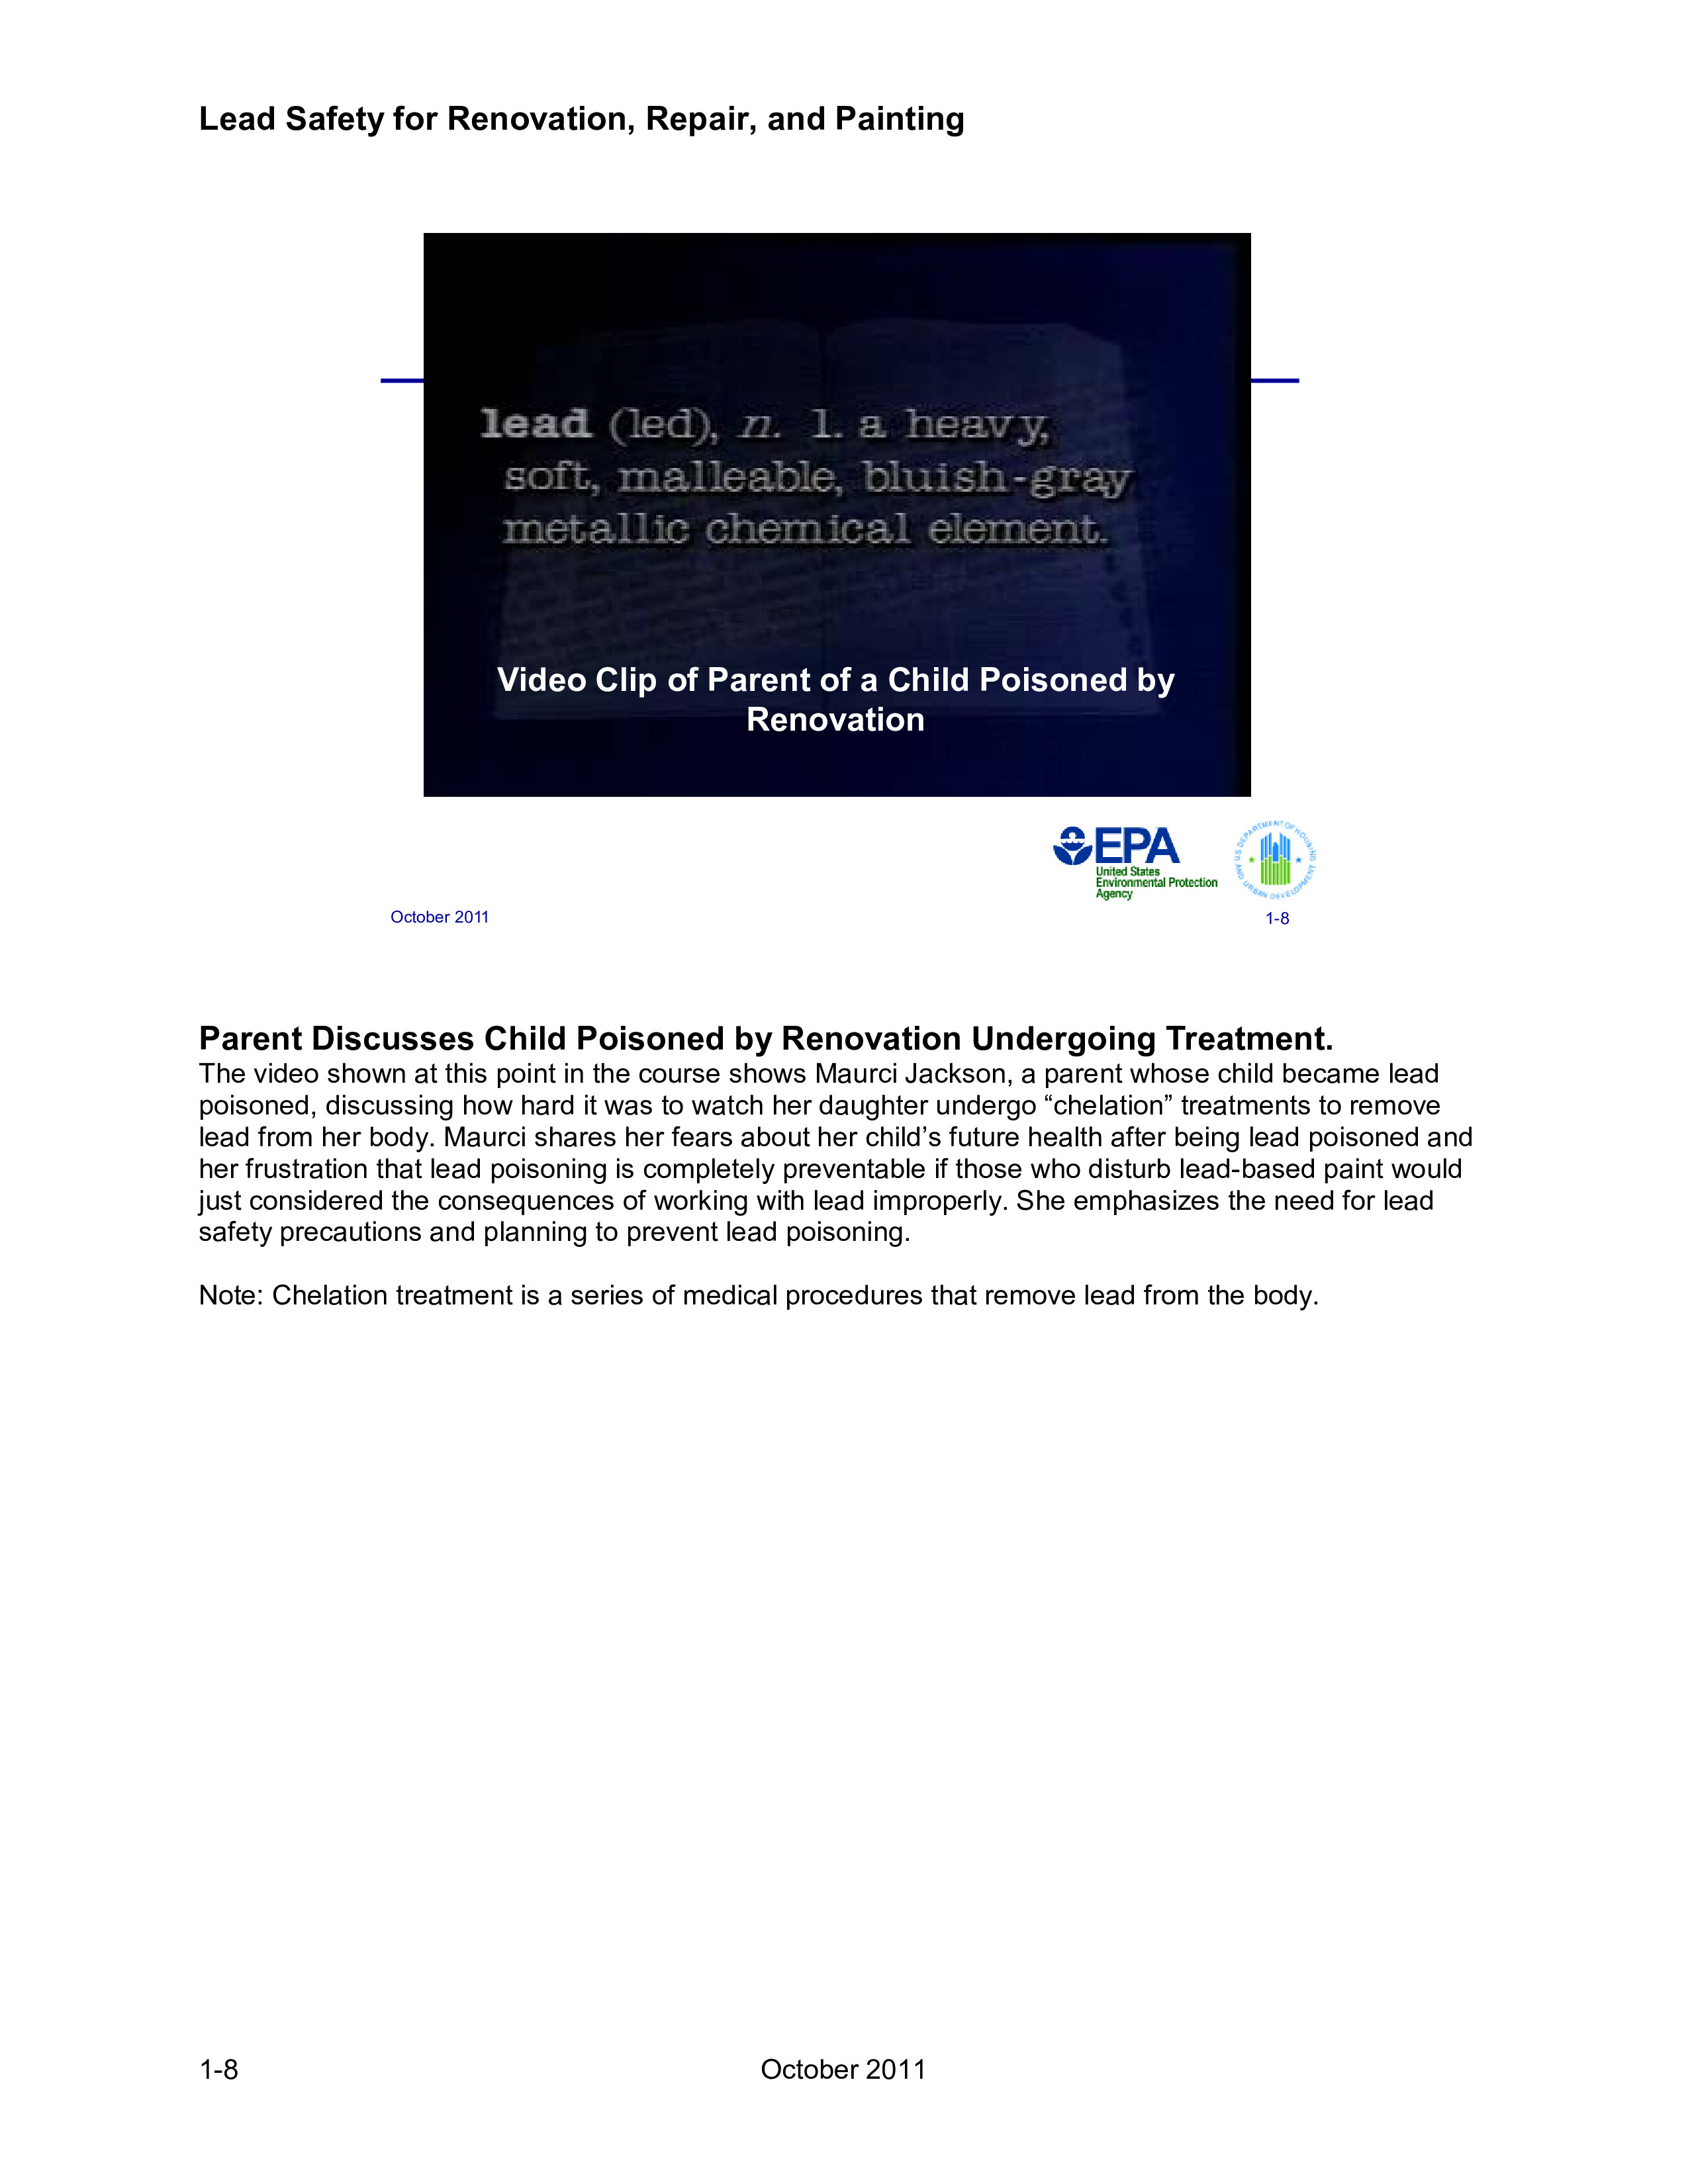 Lead Safety for Renovation, Repair, and Painting
lead (led), n. 1. a heavy,
soft, malleable, bluish-gray
metallic chemical element.
Video Clip of Parent of a Child Poisoned by
Renovation
EPA
United States
Environmental Protection
Agency
U.S. DEPARTMENT OF HOUSING AND URBAN DEVELOPMENT
October 2011
1-8
Parent Discusses Child Poisoned by Renovation Undergoing Treatment.
The video shown at this point in the course shows Maurci Jackson, a parent whose child became lead
poisoned, discussing how hard it was to watch her daughter undergo “chelation” treatments to remove
lead from her body. Maurci shares her fears about her child’s future health after being lead poisoned and
her frustration that lead poisoning is completely preventable if those who disturb lead-based paint would
just considered the consequences of working with lead improperly. She emphasizes the need for lead
safety precautions and planning to prevent lead poisoning.
Note: Chelation treatment is a series of medical procedures that remove lead from the body.
1-8
October 2011